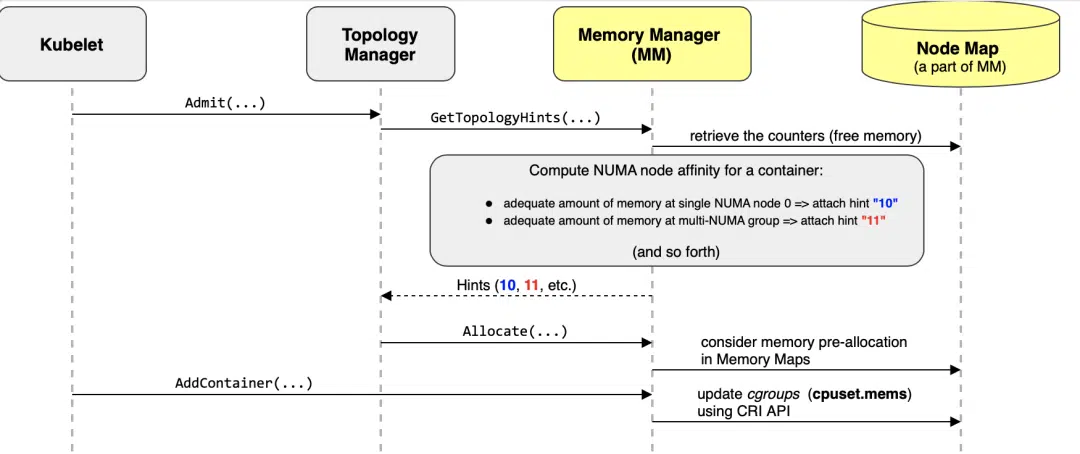 Kubelet
Topology
Manager
Memory Manager
(MM)
Node Map
(a part of MM)
Admit(...)
GetTopologyHints(...)
retrieve the counters (free memory)
Compute NUMA node affinity for a container:
● adequate amount of memory at single NUMA node 0 => attach hint "10"
● adequate amount of memory at multi-NUMA group => attach hint "11"
(and so forth)
Hints (10, 11, etc.)
Allocate(...)
consider memory pre-allocation
in Memory Maps
AddContainer(...)
update cgroups (cpuset.mems)
using CRI API